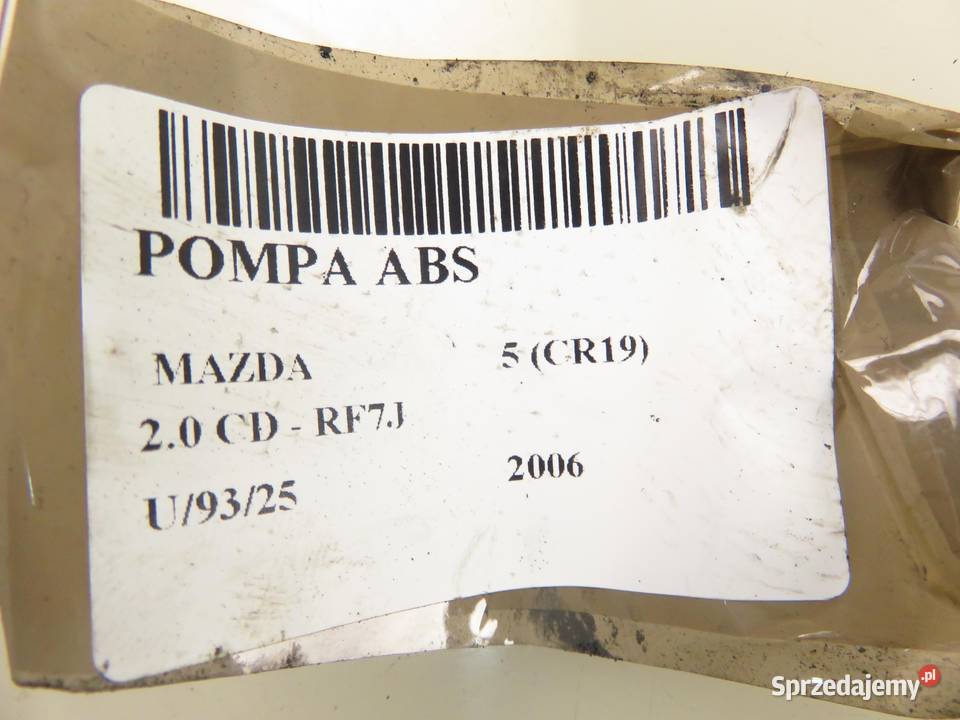 POMPA ABS
MAZDA 5 (CR19)
2.0 CD - RF7J
2006
U/93/25
Sprzedajemy.pl